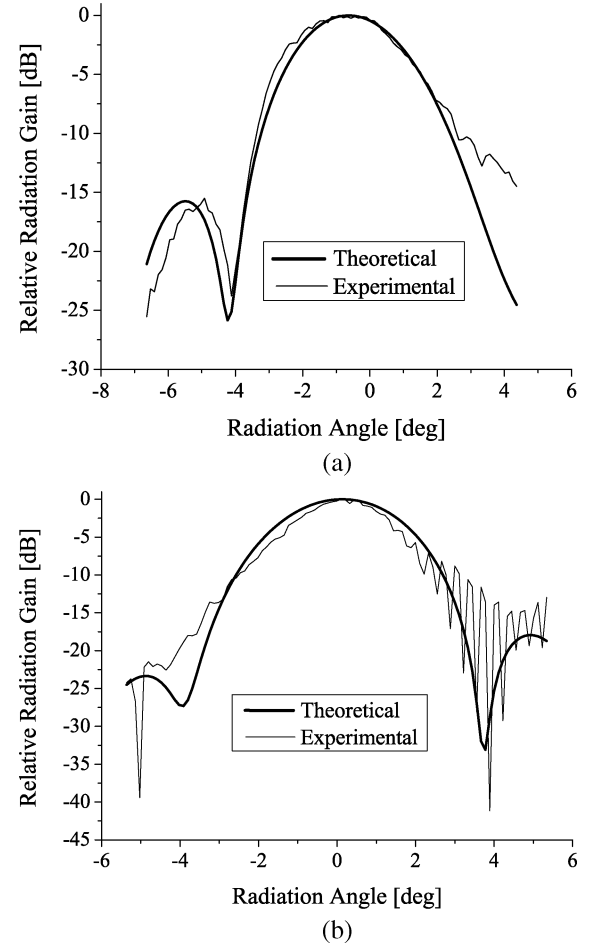 0
-5
-10
-15
-20
-25
-30
Relative Radiation Gain [dB]
Theoretical
Experimental
-8 -6 -4 -2 0 2 4 6
Radiation Angle [deg]
(a)
0
-5
-10
-15
-20
-25
-30
-35
-40
-45
Relative Radiation Gain [dB]
Theoretical
Experimental
-6 -4 -2 0 2 4 6
Radiation Angle [deg]
(b)